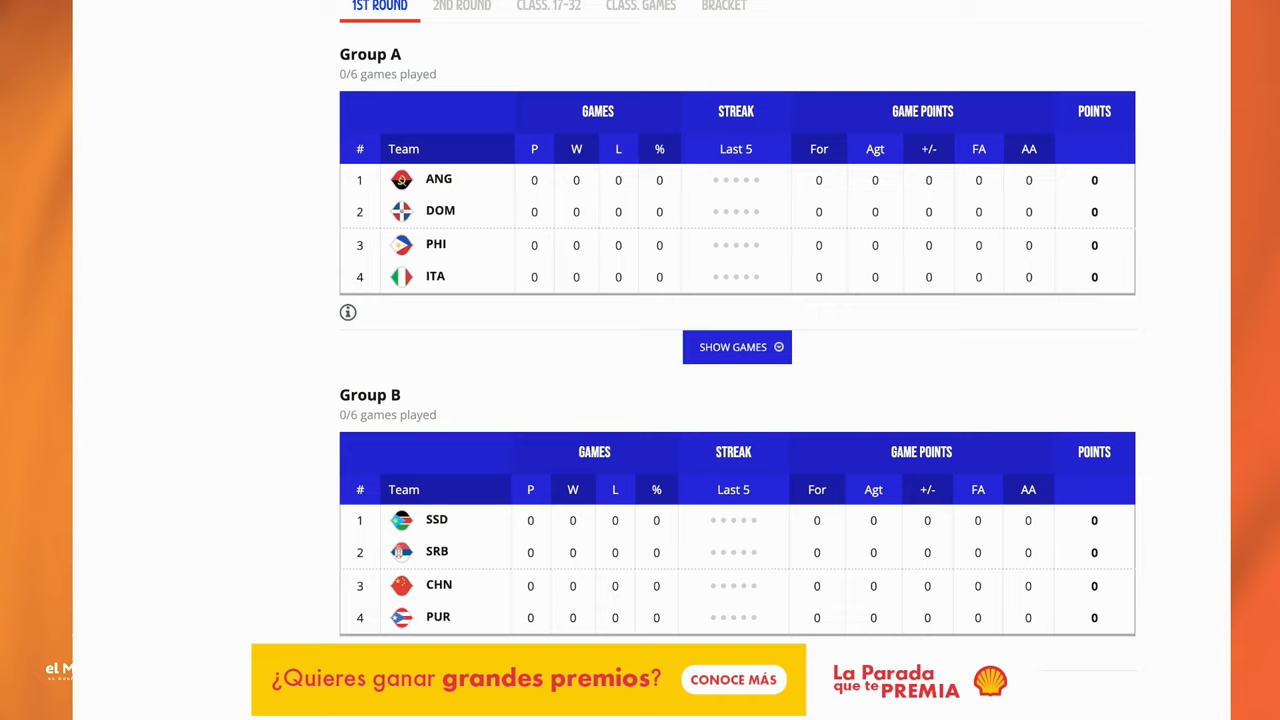 1ST ROUND 2ND ROUND CLASS. 17-32 CLASS. GAMES BRACKET
Group A
0/6 games played
GAMES STREAK GAME POINTS POINTS
# Team P W L % Last 5 For Agt +/- FA AA
1 ANG 0 0 0 0 0 0 0 0 0 0
2 DOM 0 0 0 0 0 0 0 0 0 0
3 PHI 0 0 0 0 0 0 0 0 0 0
4 ITA 0 0 0 0 0 0 0 0 0 0
SHOW GAMES
Group B
0/6 games played
GAMES STREAK GAME POINTS POINTS
# Team P W L % Last 5 For Agt +/- FA AA
1 SSD 0 0 0 0 0 0 0 0 0 0
2 SRB 0 0 0 0 0 0 0 0 0 0
3 CHN 0 0 0 0 0 0 0 0 0 0
4 PUR 0 0 0 0 0 0 0 0 0 0
el M
¿Quieres ganar grandes premios? CONOCE MÁS
La Parada
que te PREMIA